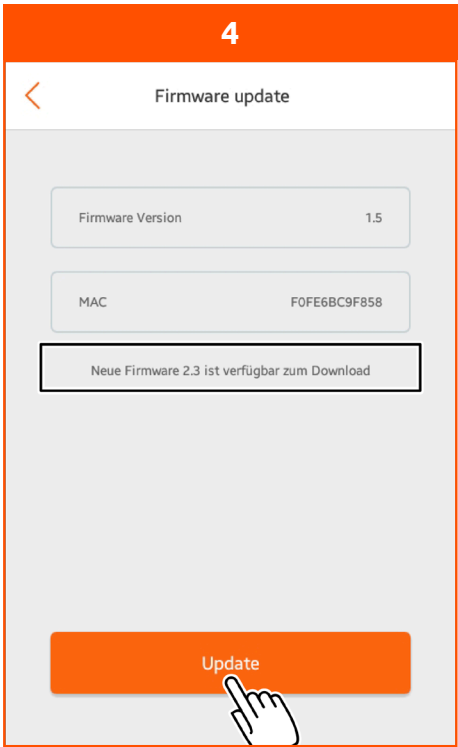 4
Firmware update
Firmware Version 1.5
MAC F0FE6BC9F858
Neue Firmware 2.3 ist verfügbar zum Download
Update